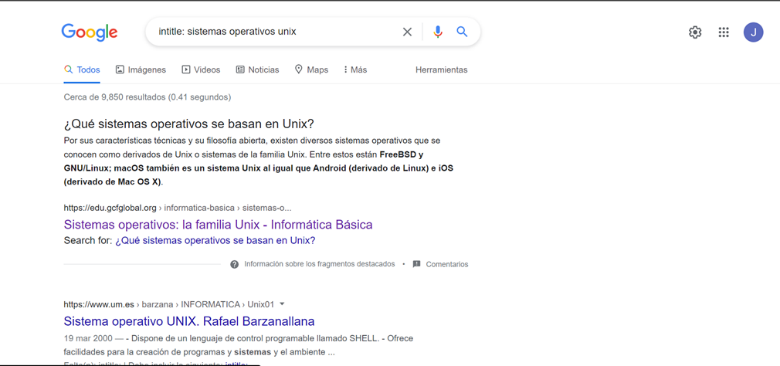 Google
intitle: sistemas operativos unix
J
Todos Imágenes Videos Noticias Maps Más Herramientas
Cerca de 9,850 resultados (0.41 segundos)
¿Qué sistemas operativos se basan en Unix?
Por sus características técnicas y su filosofía abierta, existen diversos sistemas operativos que se
conocen como derivados de Unix o sistemas de la familia Unix. Entre estos están FreeBSD y
GNU/Linux; macOS también es un sistema Unix al igual que Android (derivado de Linux) e iOS
(derivado de Mac OS X).
https://edu.gcfglobal.org › informatica-basica › sistemas-o...
Sistemas operativos: la familia Unix - Informática Básica
Search for: ¿Qué sistemas operativos se basan en Unix?
Información sobre los fragmentos destacados • Comentarios
https://www.um.es › barzana › INFORMATICA › Unix01
Sistema operativo UNIX. Rafael Barzanallana
19 mar 2000 — - Dispone de un lenguaje de control programable llamado SHELL. - Ofrece
facilidades para la creación de programas y sistemas y el ambiente ...